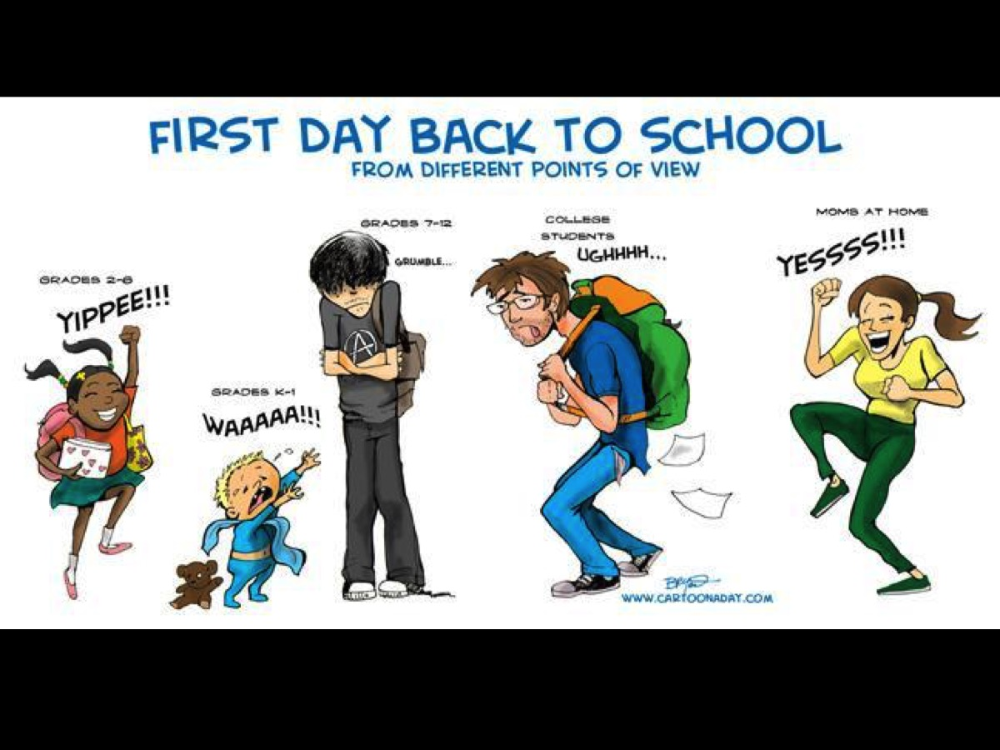 FIRST DAY BACK TO SCHOOL
FROM DIFFERENT POINTS OF VIEW
GRADES 2-6
YIPPEE!!!
GRADES K-1
WAAAAA!!!
GRADES 7-12
GRUMBLE...
COLLEGE
STUDENTS
UGHHHH...
MOMS AT HOME
YESSSS!!!
WWW.CARTOONADAY.COM